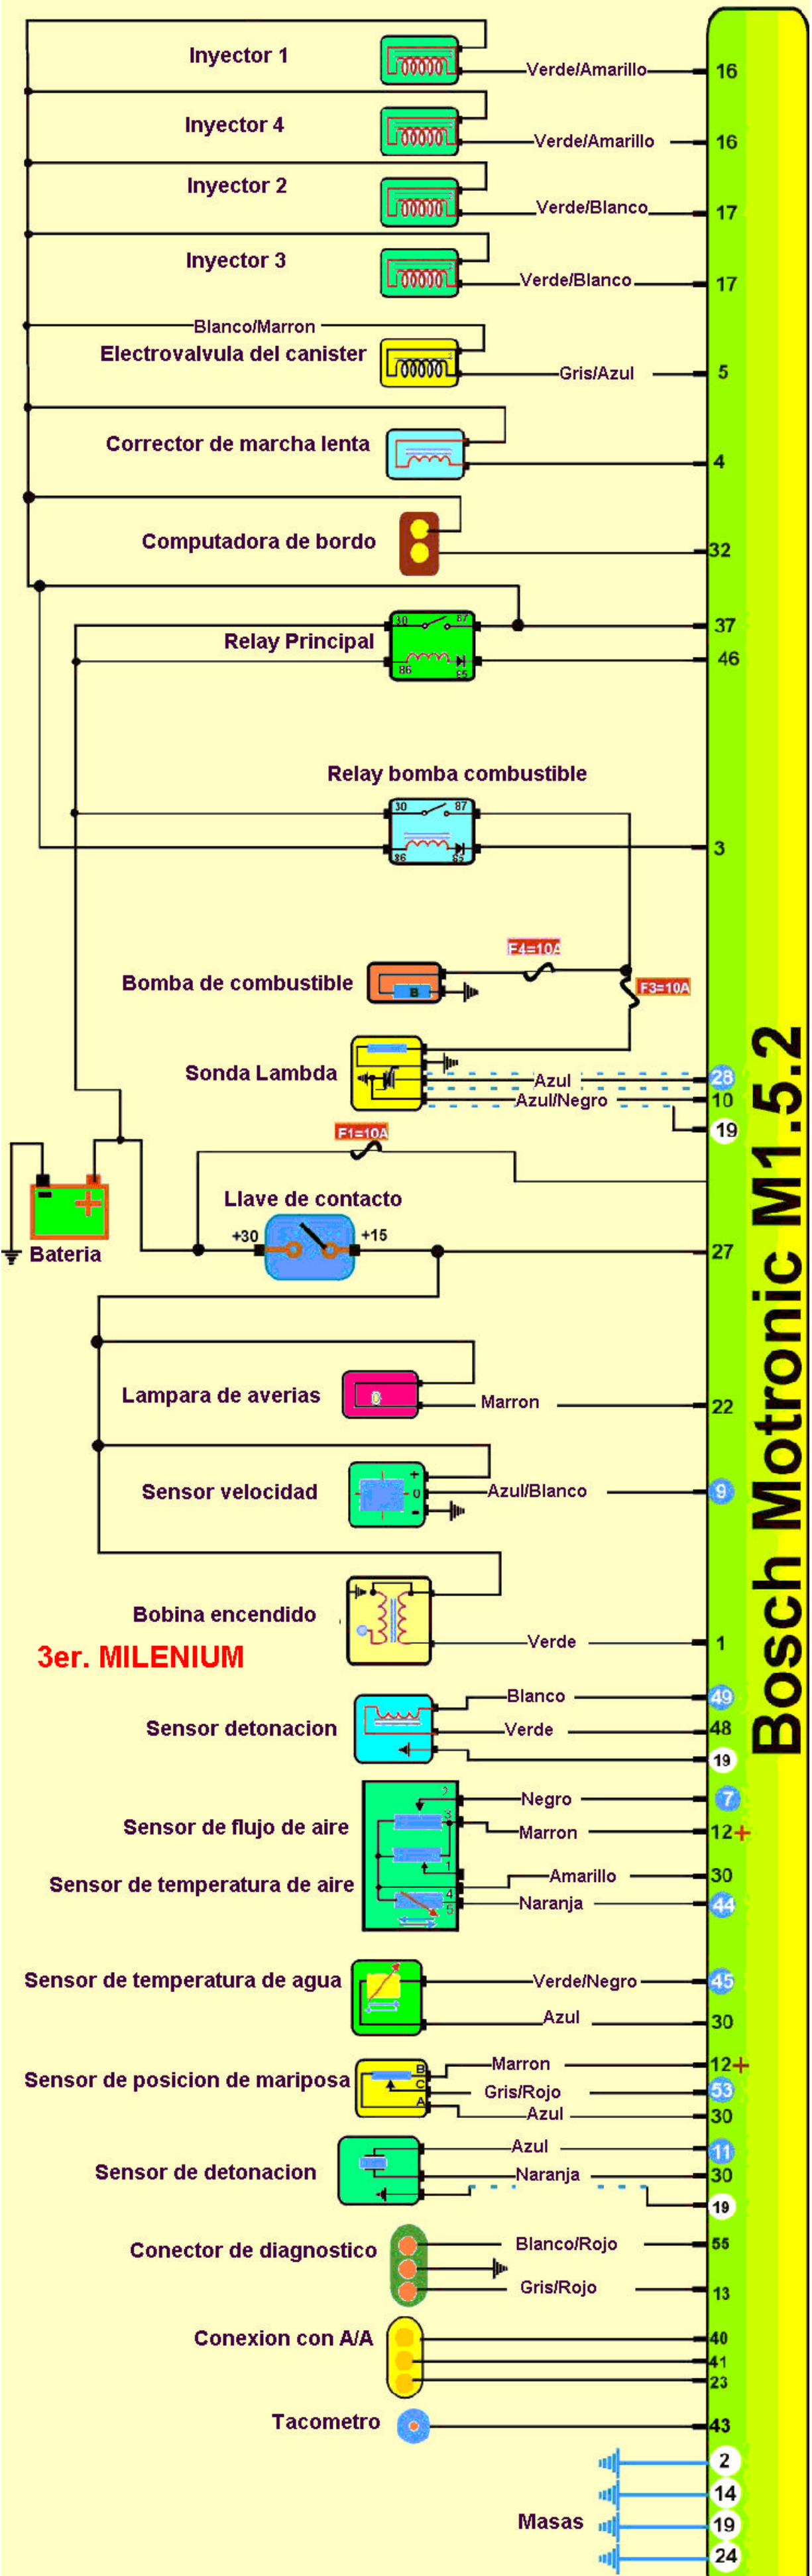 Inyector 1
Verde/Amarillo
16
Inyector 4
Verde/Amarillo
16
Inyector 2
Verde/Blanco
17
Inyector 3
Verde/Blanco
17
Blanco/Marron
Electrovalvula del canister
Gris/Azul
5
Corrector de marcha lenta
4
Computadora de bordo
32
30
87
37
Relay Principal
86
85
46
Relay bomba combustible
30
87
86
85
3
F4=10A
Bomba de combustible
B
F3=10A
Sonda Lambda
Azul
28
Azul/Negro
10
19
F1=10A
Llave de contacto
+30
+15
27
Bateria
Lampara de averias
Marron
22
Sensor velocidad
+
0
-
Azul/Blanco
9
Bobina encendido
Verde
1
3er. MILENIUM
Blanco
49
Sensor detonacion
Verde
48
19
2
Negro
7
Sensor de flujo de aire
3
Marron
12+
1
Amarillo
30
Sensor de temperatura de aire
4
5
Naranja
44
Sensor de temperatura de agua
Verde/Negro
45
Azul
30
Marron
12+
Sensor de posicion de mariposa
B
C
A
Gris/Rojo
53
Azul
30
Azul
11
Sensor de detonacion
Naranja
30
19
Conector de diagnostico
Blanco/Rojo
55
Gris/Rojo
13
Conexion con A/A
40
41
23
Tacometro
43
2
14
Masas
19
24
Bosch Motronic M1.5.2